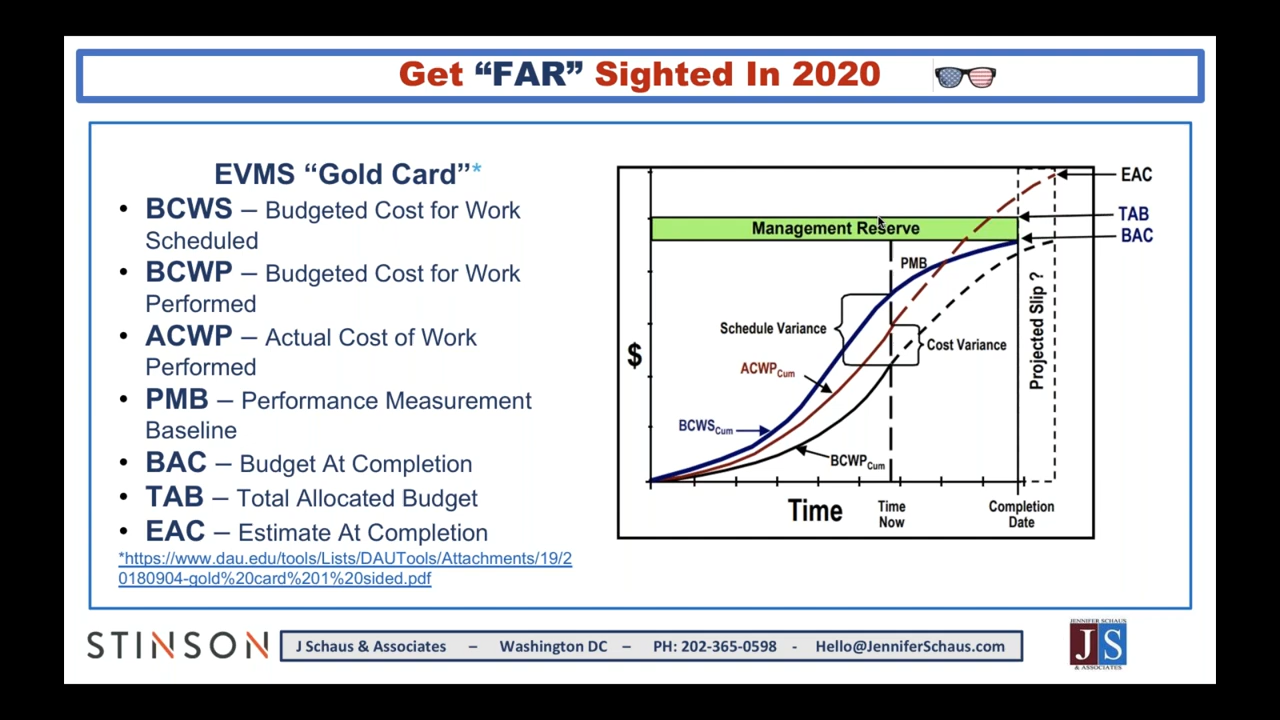 Get “FAR” Sighted In 2020
EVMS “Gold Card”*
• BCWS – Budgeted Cost for Work
Scheduled
• BCWP – Budgeted Cost for Work
Performed
• ACWP – Actual Cost of Work
Performed
• PMB – Performance Measurement
Baseline
• BAC – Budget At Completion
• TAB – Total Allocated Budget
• EAC – Estimate At Completion
*https://www.dau.edu/tools/Lists/DAUTools/Attachments/19/2
0180904-gold%20card%201%20sided.pdf
EAC
TAB
BAC
Management Reserve
PMB
Schedule Variance
Cost Variance
$
ACWPCum
BCWSCum
BCWPCum
Projected Slip ?
Time
Time
Now
Completion
Date
STINSON
J Schaus & Associates – Washington DC – PH: 202-365-0598 - Hello@JenniferSchaus.com
JENNIFER SCHAUS
JS
& ASSOCIATES